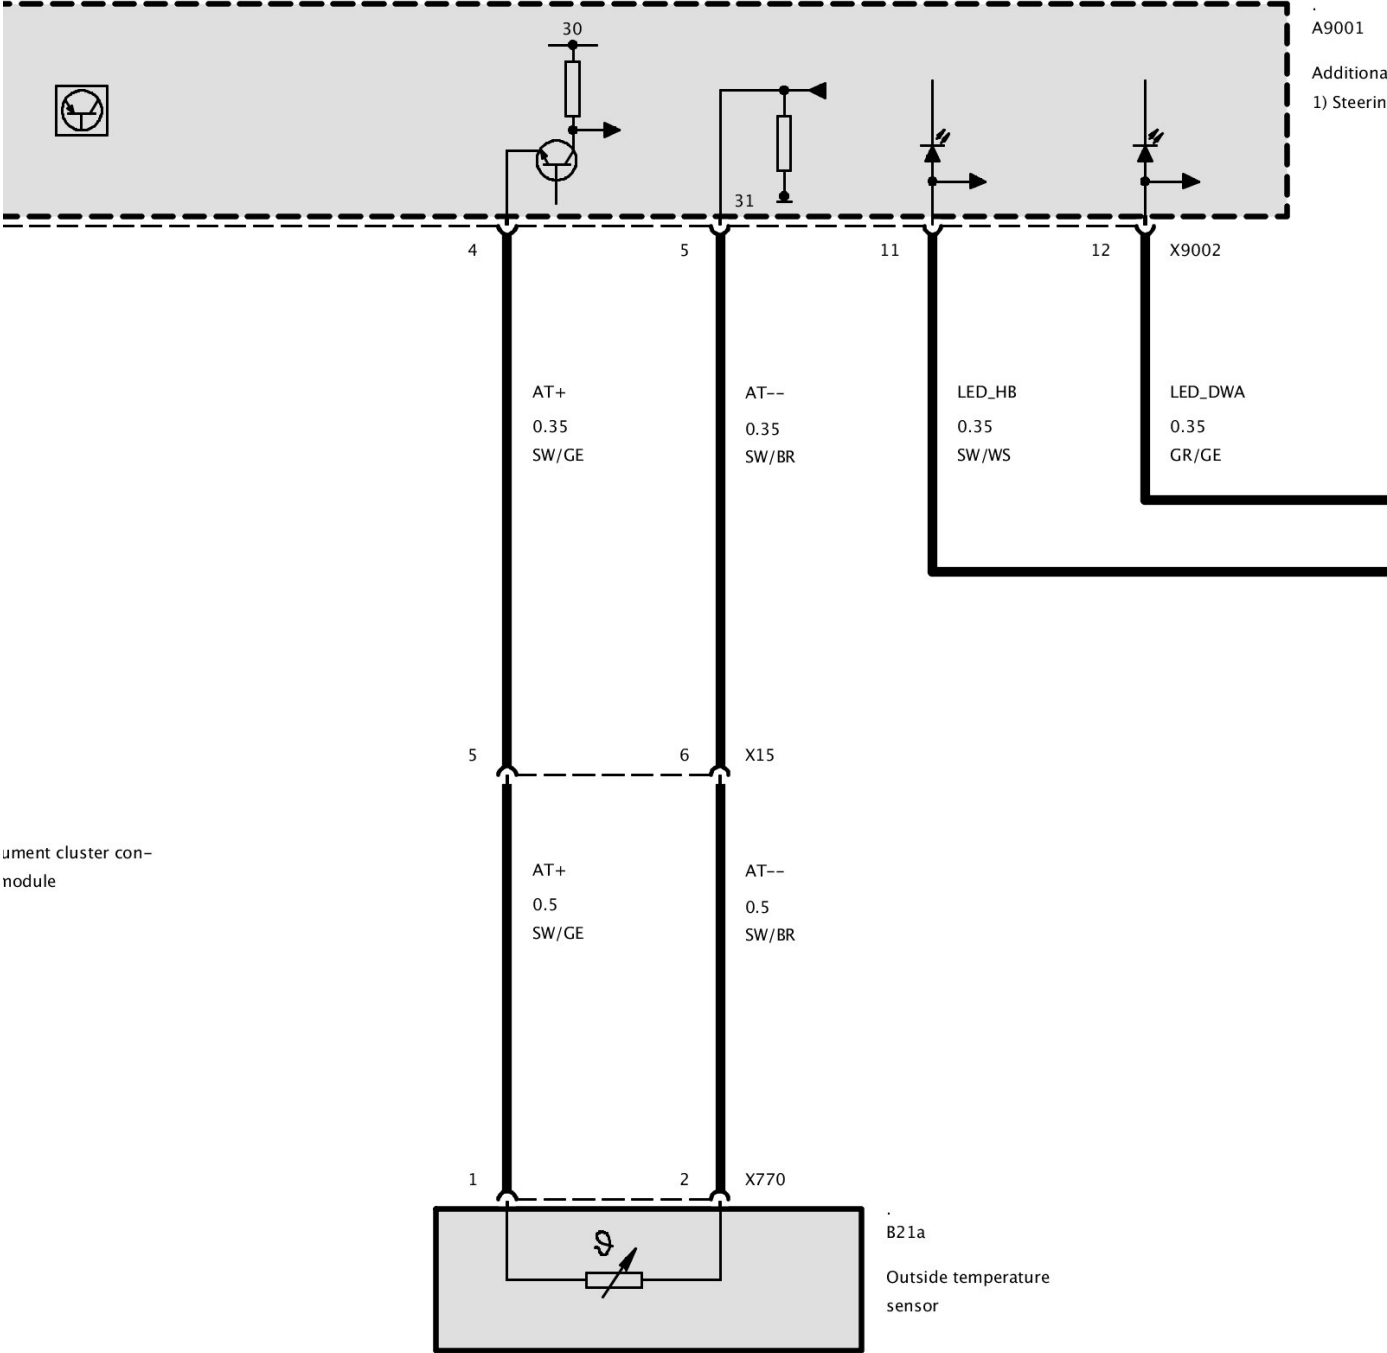 30
A9001
Additiona
1) Steerin
31
4
5
11
12
X9002
AT+
0.35
SW/GE
AT--
0.35
SW/BR
LED_HB
0.35
SW/WS
LED_DWA
0.35
GR/GE
5
6
X15
ument cluster con-
module
AT+
0.5
SW/GE
AT--
0.5
SW/BR
1
2
X770
ϑ
.
B21a
Outside temperature
sensor